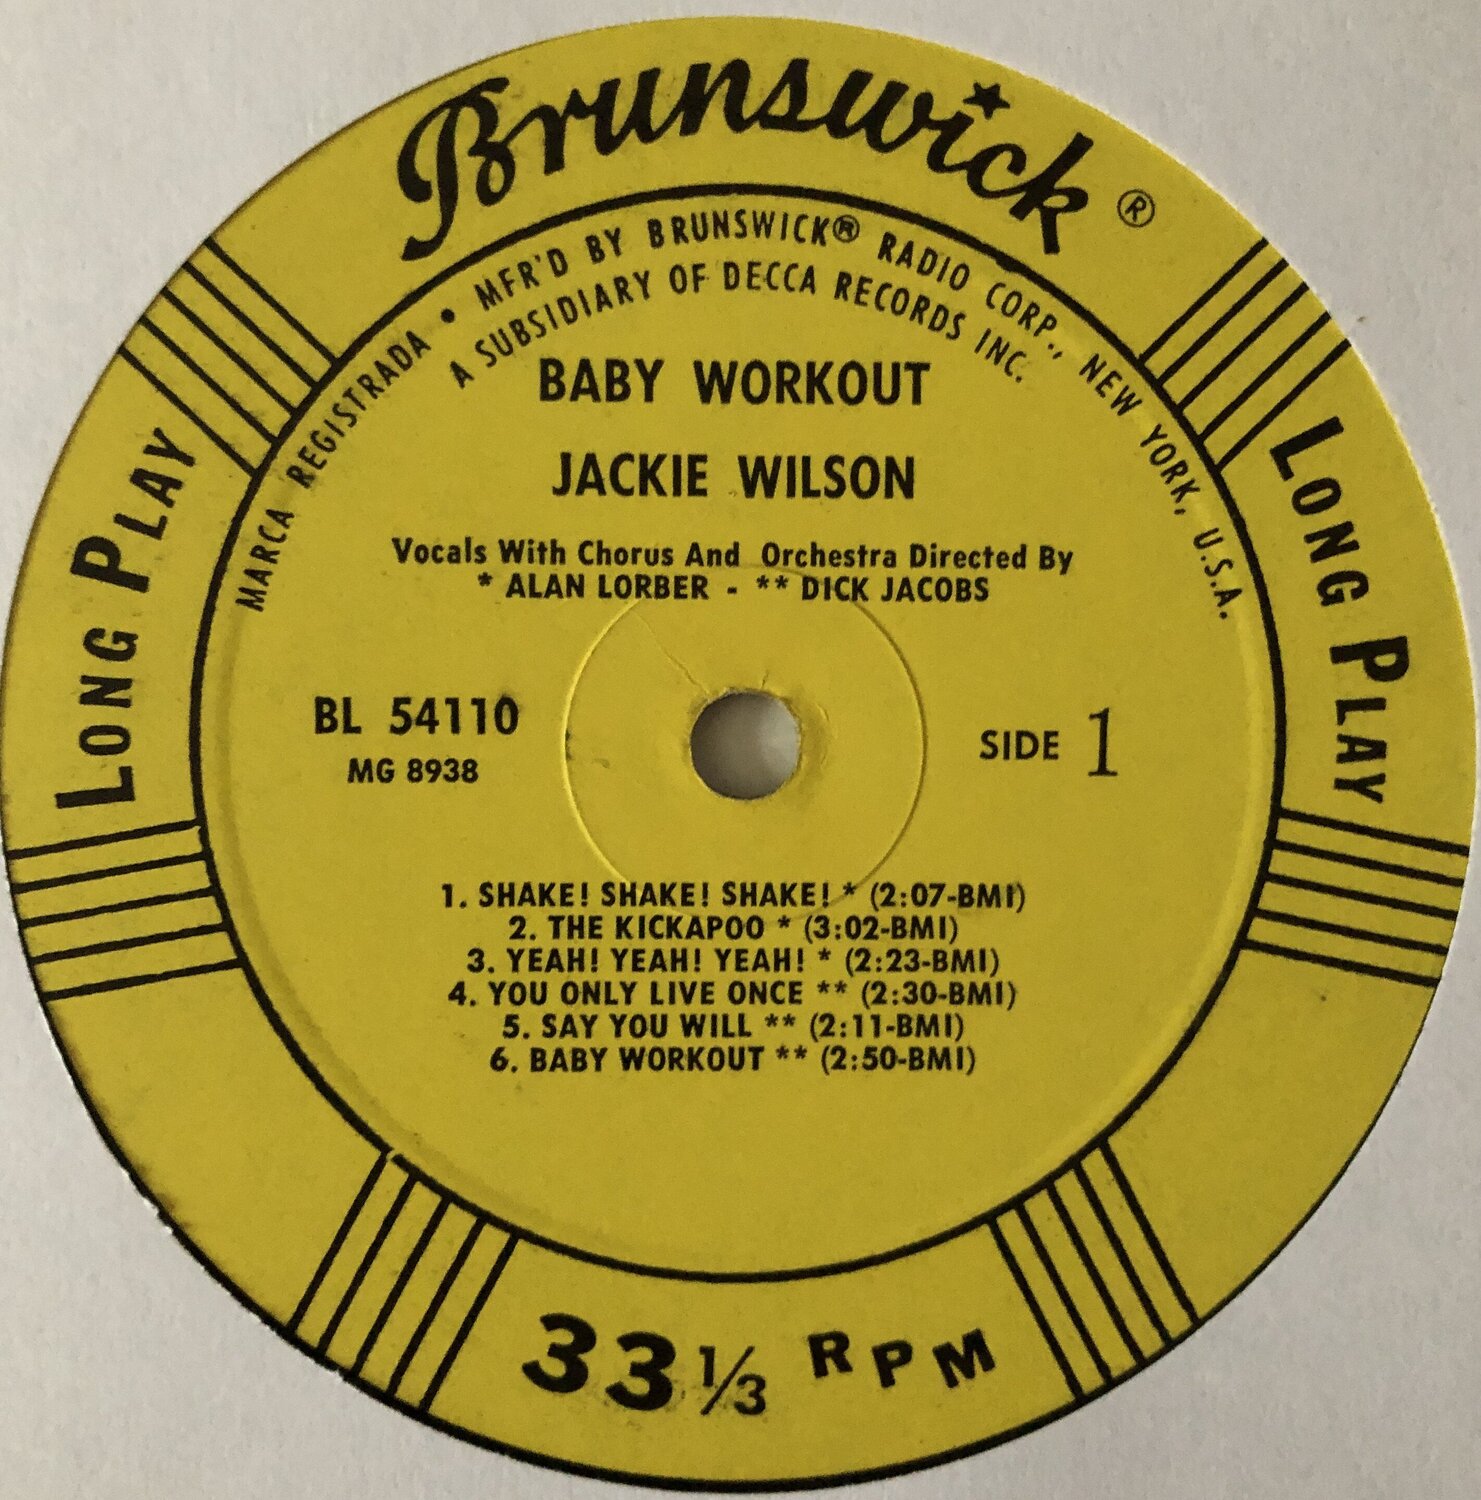 Brunswick ®
MARCA REGISTRADA • MFR'D BY BRUNSWICK® RADIO CORP., NEW YORK, U.S.A.
A SUBSIDIARY OF DECCA RECORDS INC.
BABY WORKOUT
JACKIE WILSON
Vocals With Chorus And Orchestra Directed By
* ALAN LORBER - ** DICK JACOBS
LONG PLAY
LONG PLAY
BL 54110
MG 8938
SIDE 1
1. SHAKE! SHAKE! SHAKE! * (2:07-BMI)
2. THE KICKAPOO * (3:02-BMI)
3. YEAH! YEAH! YEAH! * (2:23-BMI)
4. YOU ONLY LIVE ONCE ** (2:30-BMI)
5. SAY YOU WILL ** (2:11-BMI)
6. BABY WORKOUT ** (2:50-BMI)
33 1/3 RPM